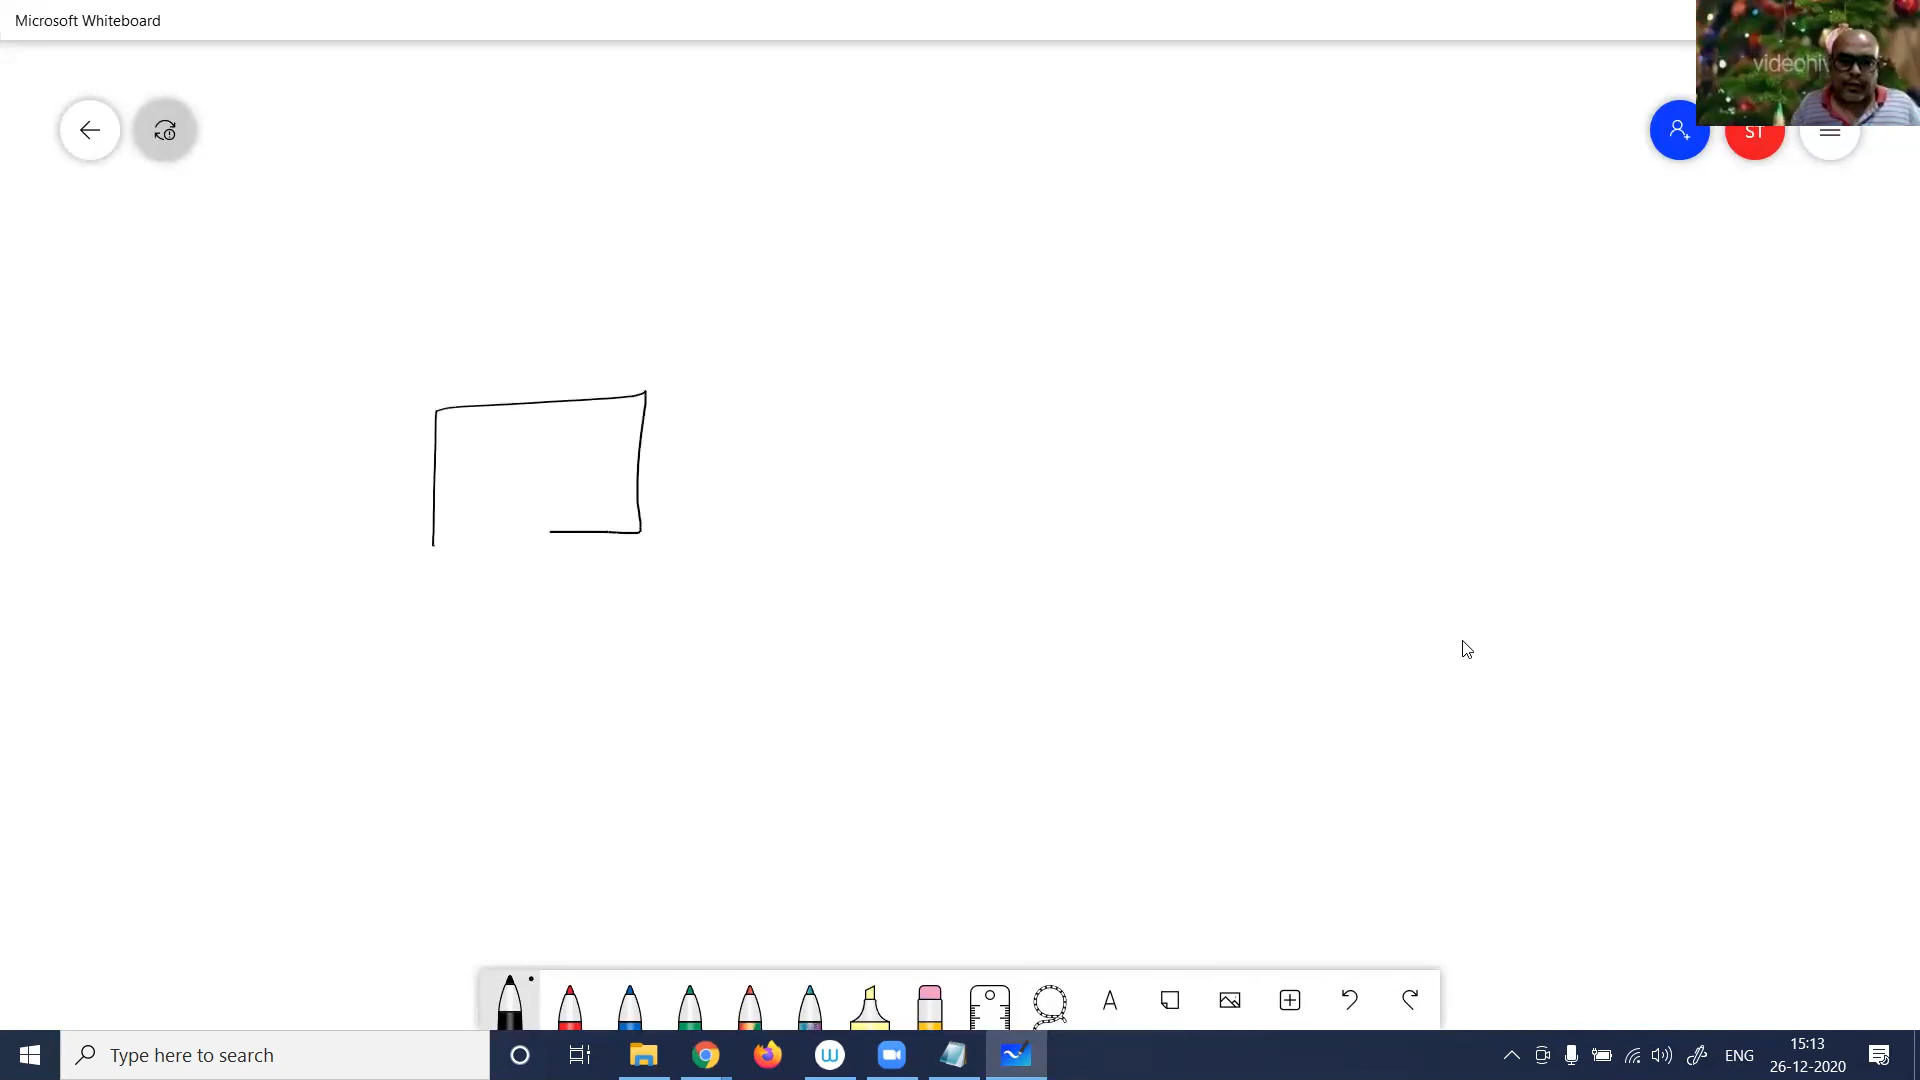 Microsoft Whiteboard
videohi
ST
Type here to search
ENG
15:13
26-12-2020